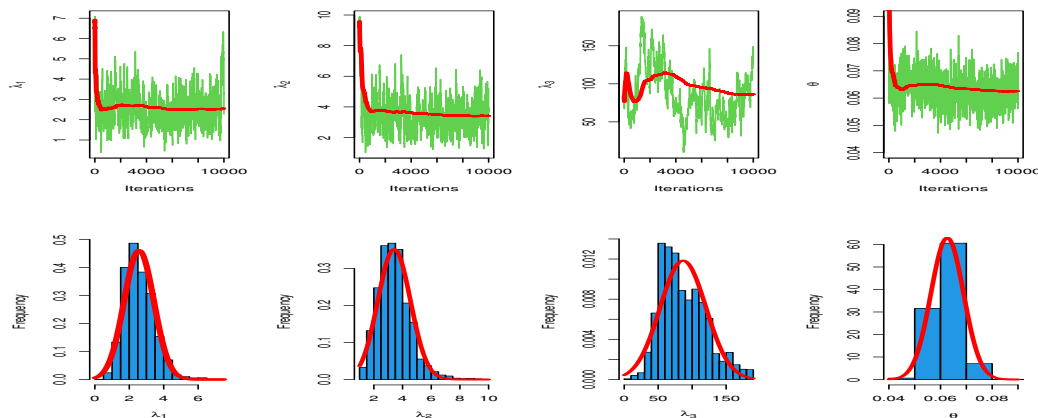 7
6
5
4
3
2
1
λ1
0 4000 10000
Iterations
10
8
6
4
λ2
0 4000 10000
Iterations
150
100
50
λ3
0 4000 10000
Iterations
0.09
0.08
0.07
0.06
0.05
0.04
θ
0 4000 10000
Iterations
0.5
0.4
0.3
0.2
0.1
0.0
Frequency
2 4 6
λ1
0.3
0.2
0.1
0.0
Frequency
0 2 4 6 8 10
λ2
0.012
0.008
0.004
0.000
Frequency
0 50 150
λ3
60
50
40
30
20
10
0
Frequency
0.04 0.06 0.08
θ